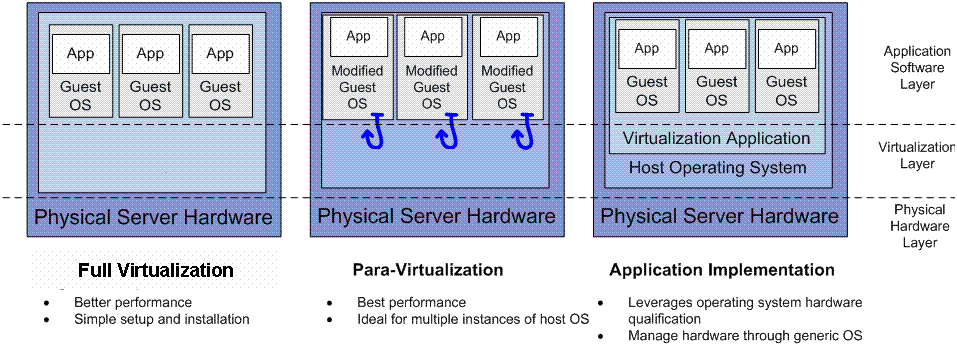 App
App
App
Guest
OS
Guest
OS
Guest
OS
Physical Server Hardware
App
App
App
Modified
Guest
OS
Modified
Guest
OS
Modified
Guest
OS
Physical Server Hardware
App
App
App
Guest
OS
Guest
OS
Guest
OS
Virtualization Application
Host Operating System
Physical Server Hardware
Application
Software
Layer
Virtualization
Layer
Physical
Hardware
Layer
Full Virtualization
• Better performance
• Simple setup and installation
Para-Virtualization
• Best performance
• Ideal for multiple instances of host OS
Application Implementation
• Leverages operating system hardware
qualification
• Manage hardware through generic OS